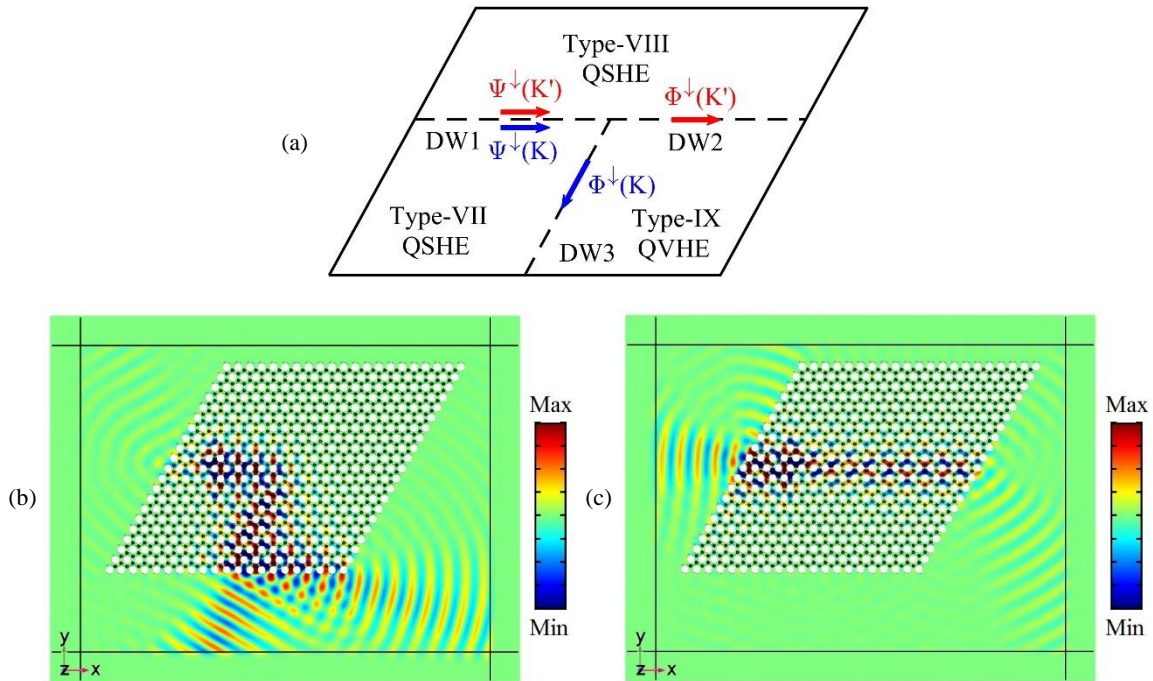 (a)
Type-VIII
QSHE
Ψ↓(K')
Φ↓(K')
DW1
DW2
Ψ↓(K)
Φ↓(K)
Type-VII
QSHE
Type-IX
QVHE
DW3
(b)
Max
Min
y
z x
(c)
Max
Min
y
z x